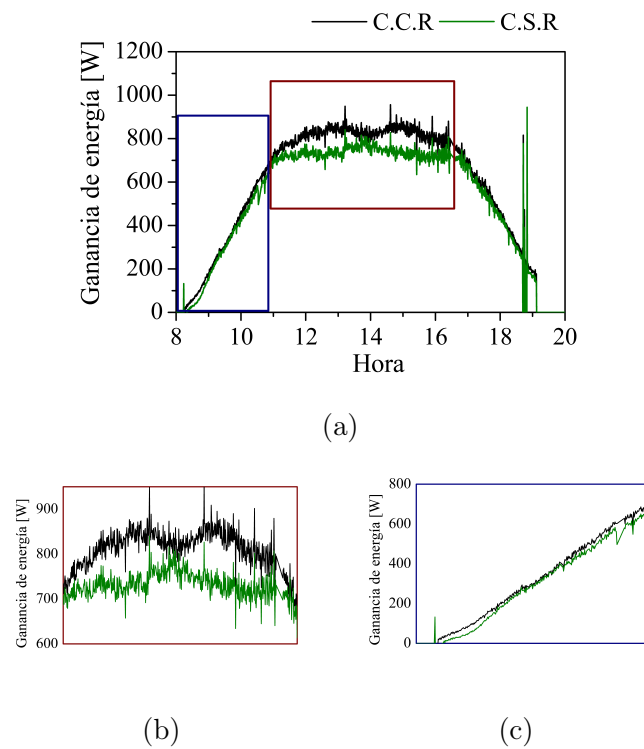 C.C.R C.S.R
Ganancia de energía [W]
1200
1000
800
600
400
200
0
8 10 12 14 16 18 20
Hora
(a)
Ganancia de energía [W]
900
800
700
600
(b)
Ganancia de energía [W]
800
600
400
200
0
(c)